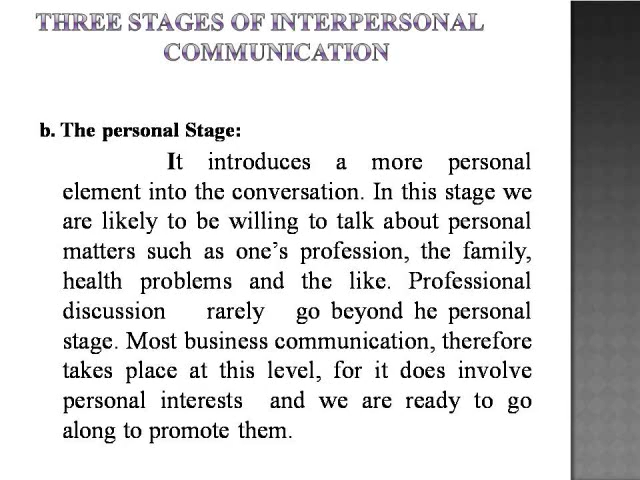 THREE STAGES OF INTERPERSONAL
COMMUNICATION
b. The personal Stage:
It introduces a more personal
element into the conversation. In this stage we
are likely to be willing to talk about personal
matters such as one’s profession, the family,
health problems and the like. Professional
discussion rarely go beyond he personal
stage. Most business communication, therefore
takes place at this level, for it does involve
personal interests and we are ready to go
along to promote them.